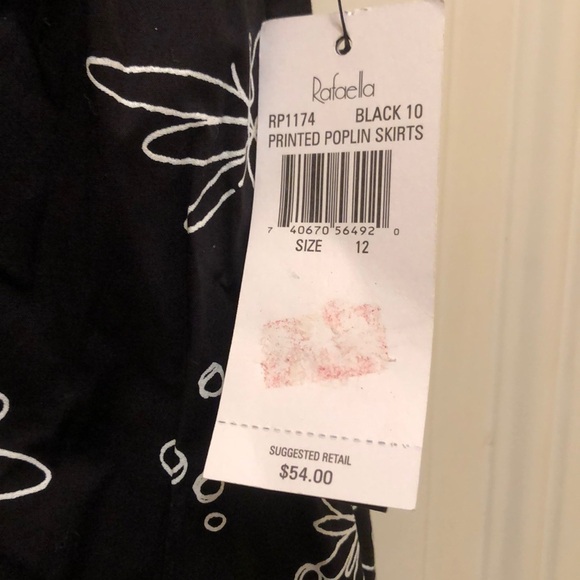 Rafaella
RP1174 BLACK 10
PRINTED POPLIN SKIRTS
7 40670 56492 0
SIZE 12
SUGGESTED RETAIL
$54.00